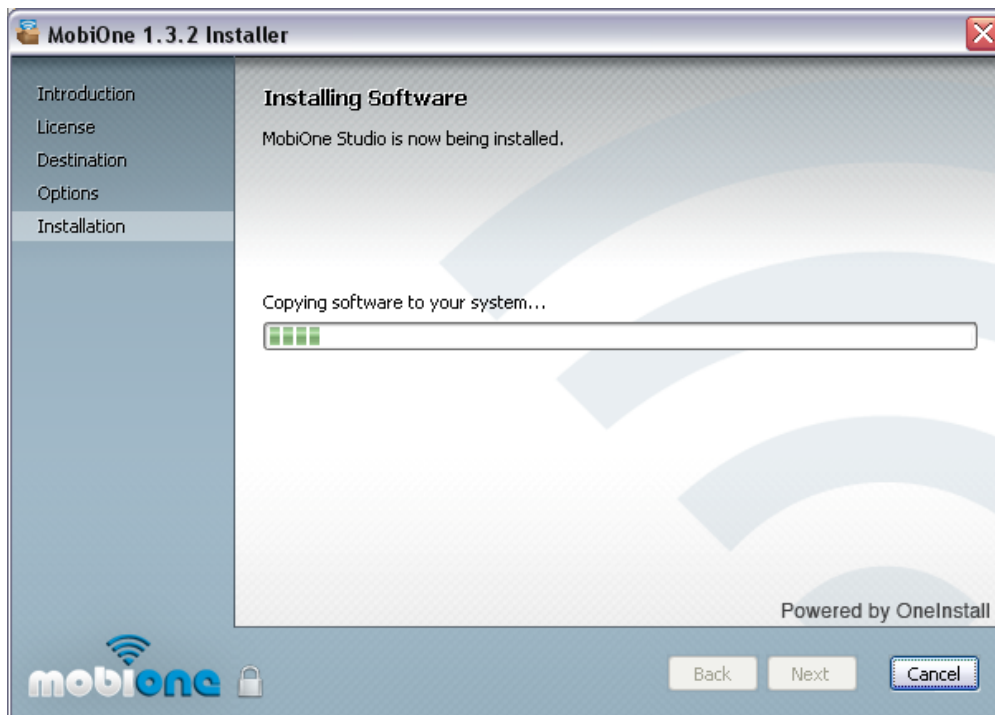 MobiOne 1.3.2 Installer
Introduction
License
Destination
Options
Installation
Installing Software
MobiOne Studio is now being installed.
Copying software to your system...
Powered by OneInstall
mobione
Back
Next
Cancel